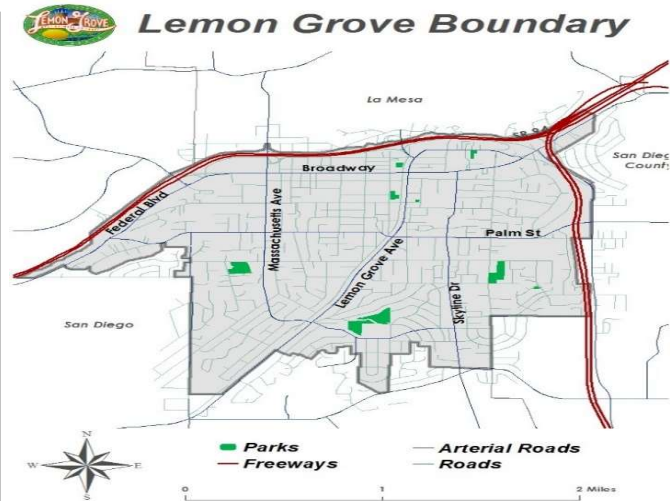 LEMON GROVE
Lemon Grove Boundary
La Mesa
SR 94
San Dieg
County
Broadway
Federal Blvd
Massachusetts Ave
Palm St
Lemon Grove Ave
Skyline Dr
San Diego
N
W E
S
Parks Arterial Roads
Freeways Roads
0 1 2 Miles